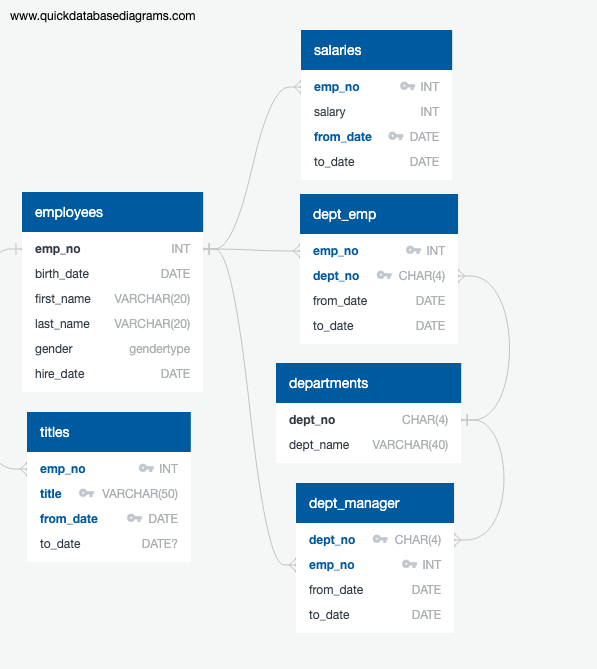 www.quickdatabasediagrams.com
salaries
emp_no INT
salary INT
from_date DATE
to_date DATE
employees
emp_no INT
birth_date DATE
first_name VARCHAR(20)
last_name VARCHAR(20)
gender gendertype
hire_date DATE
dept_emp
emp_no INT
dept_no CHAR(4)
from_date DATE
to_date DATE
departments
dept_no CHAR(4)
dept_name VARCHAR(40)
titles
emp_no INT
title VARCHAR(50)
from_date DATE
to_date DATE?
dept_manager
dept_no CHAR(4)
emp_no INT
from_date DATE
to_date DATE